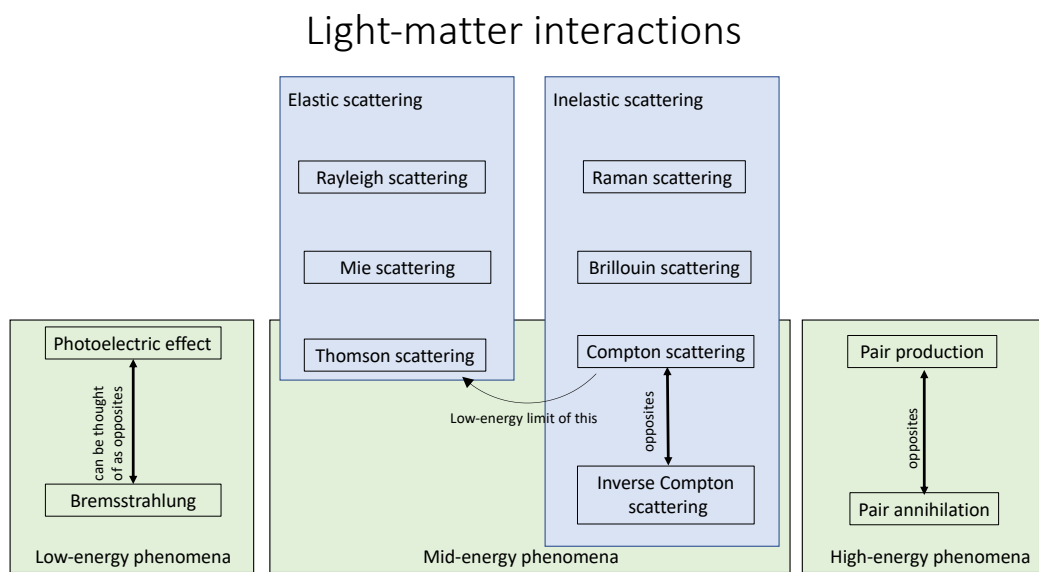 Light-matter interactions
Elastic scattering
Rayleigh scattering
Mie scattering
Thomson scattering
Inelastic scattering
Raman scattering
Brillouin scattering
Compton scattering
Low-energy limit of this
opposites
Inverse Compton
scattering
Photoelectric effect
can be thought
of as opposites
Bremsstrahlung
Low-energy phenomena
Mid-energy phenomena
Pair production
opposites
Pair annihilation
High-energy phenomena